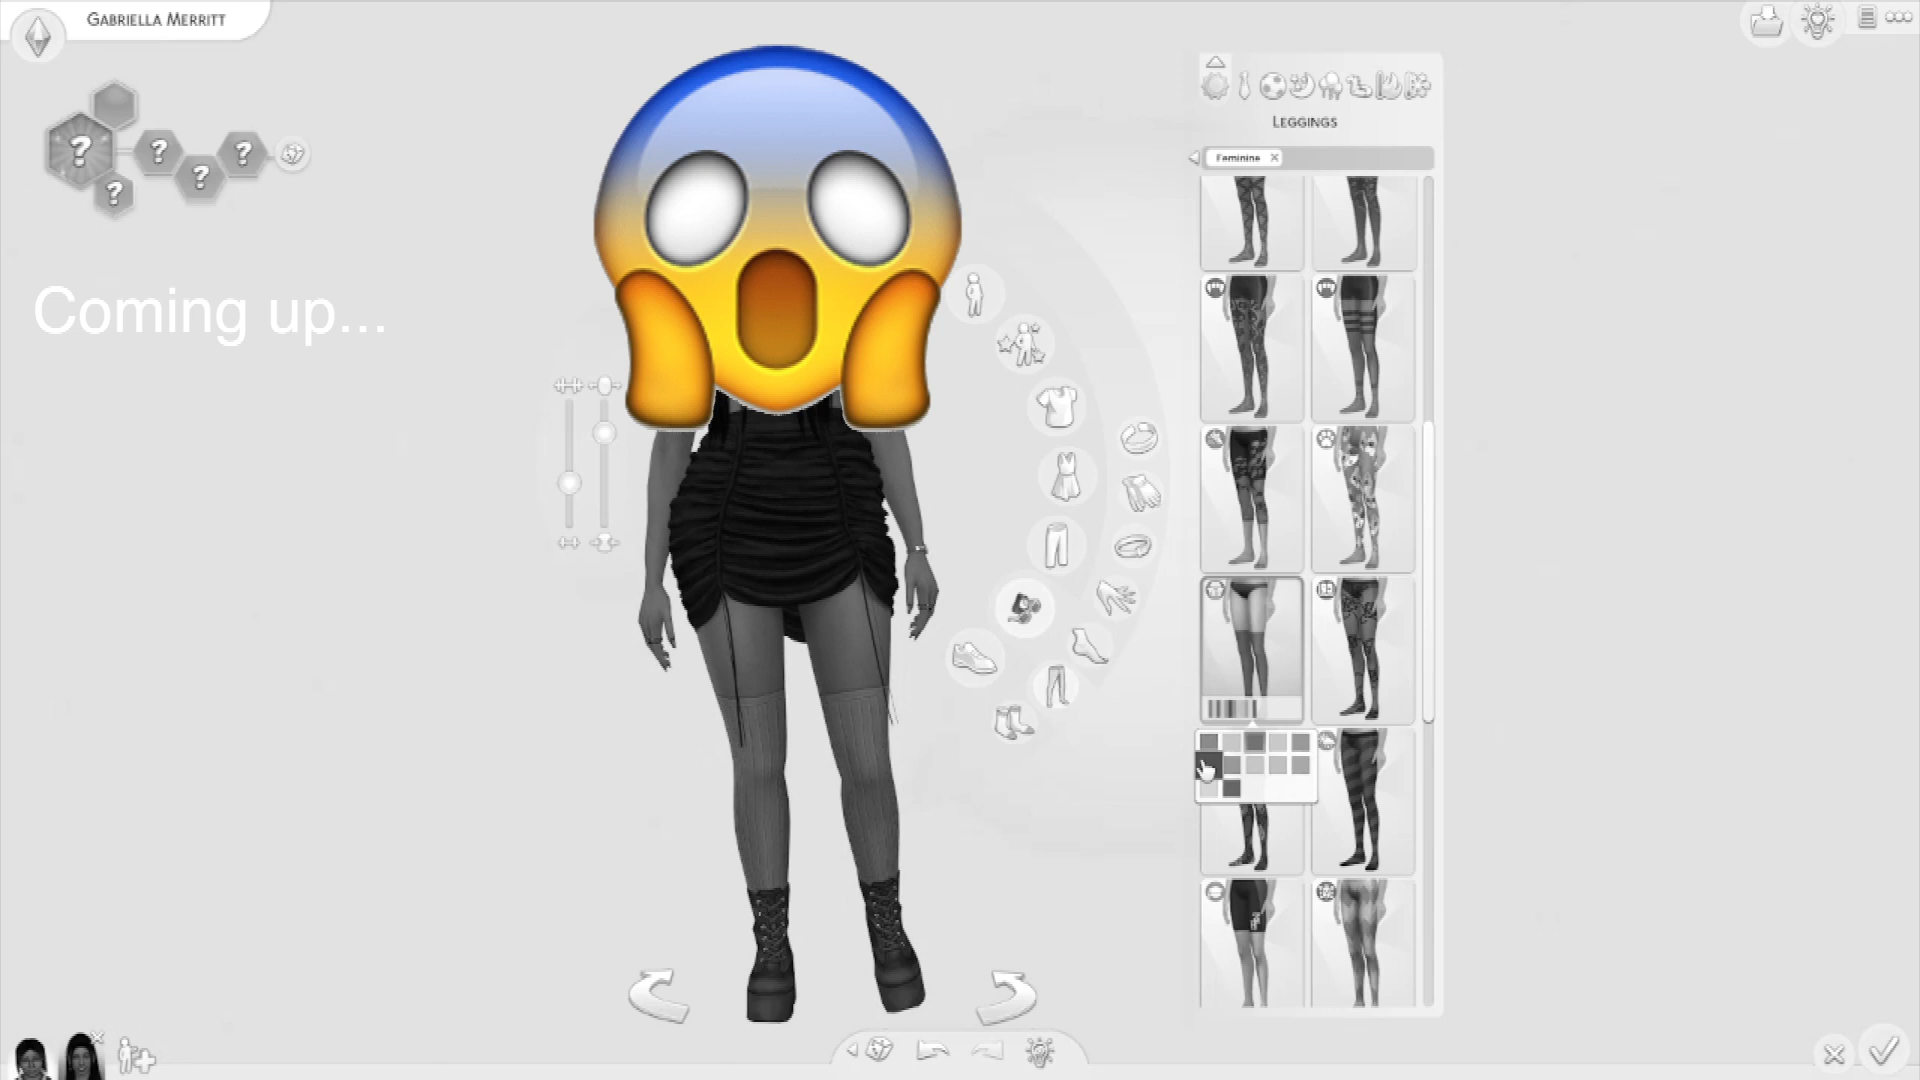 GABRIELLA MERRITT
? ? ? ? ?
Coming up...
LEGGINGS
Feminine